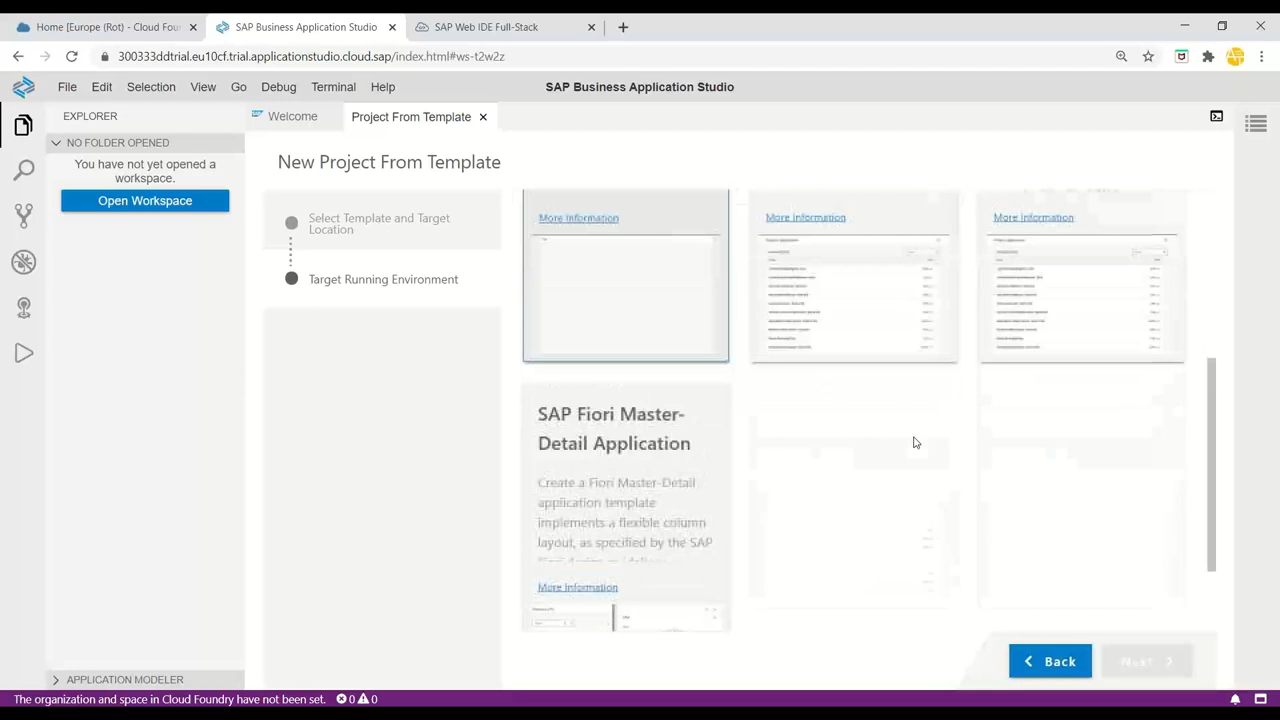 Home [Europe (Rot) - Cloud Foun
SAP Business Application Studio
SAP Web IDE Full-Stack
300333ddtrial.eu10cf.trial.applicationstudio.cloud.sap/index.html#ws-t2w2z
File Edit Selection View Go Debug Terminal Help
SAP Business Application Studio
EXPLORER
Welcome
Project From Template
NO FOLDER OPENED
You have not yet opened a
workspace.
Open Workspace
New Project From Template
Select Template and Target
Location
Target Running Environment
More Information
More Information
More Information
SAP Fiori Master-
Detail Application
Create a Fiori Master-Detail
application template
implements a flexible column
layout, as specified by the SAP
More Information
Back
Next
APPLICATION MODELER
The organization and space in Cloud Foundry have not been set.
0
0